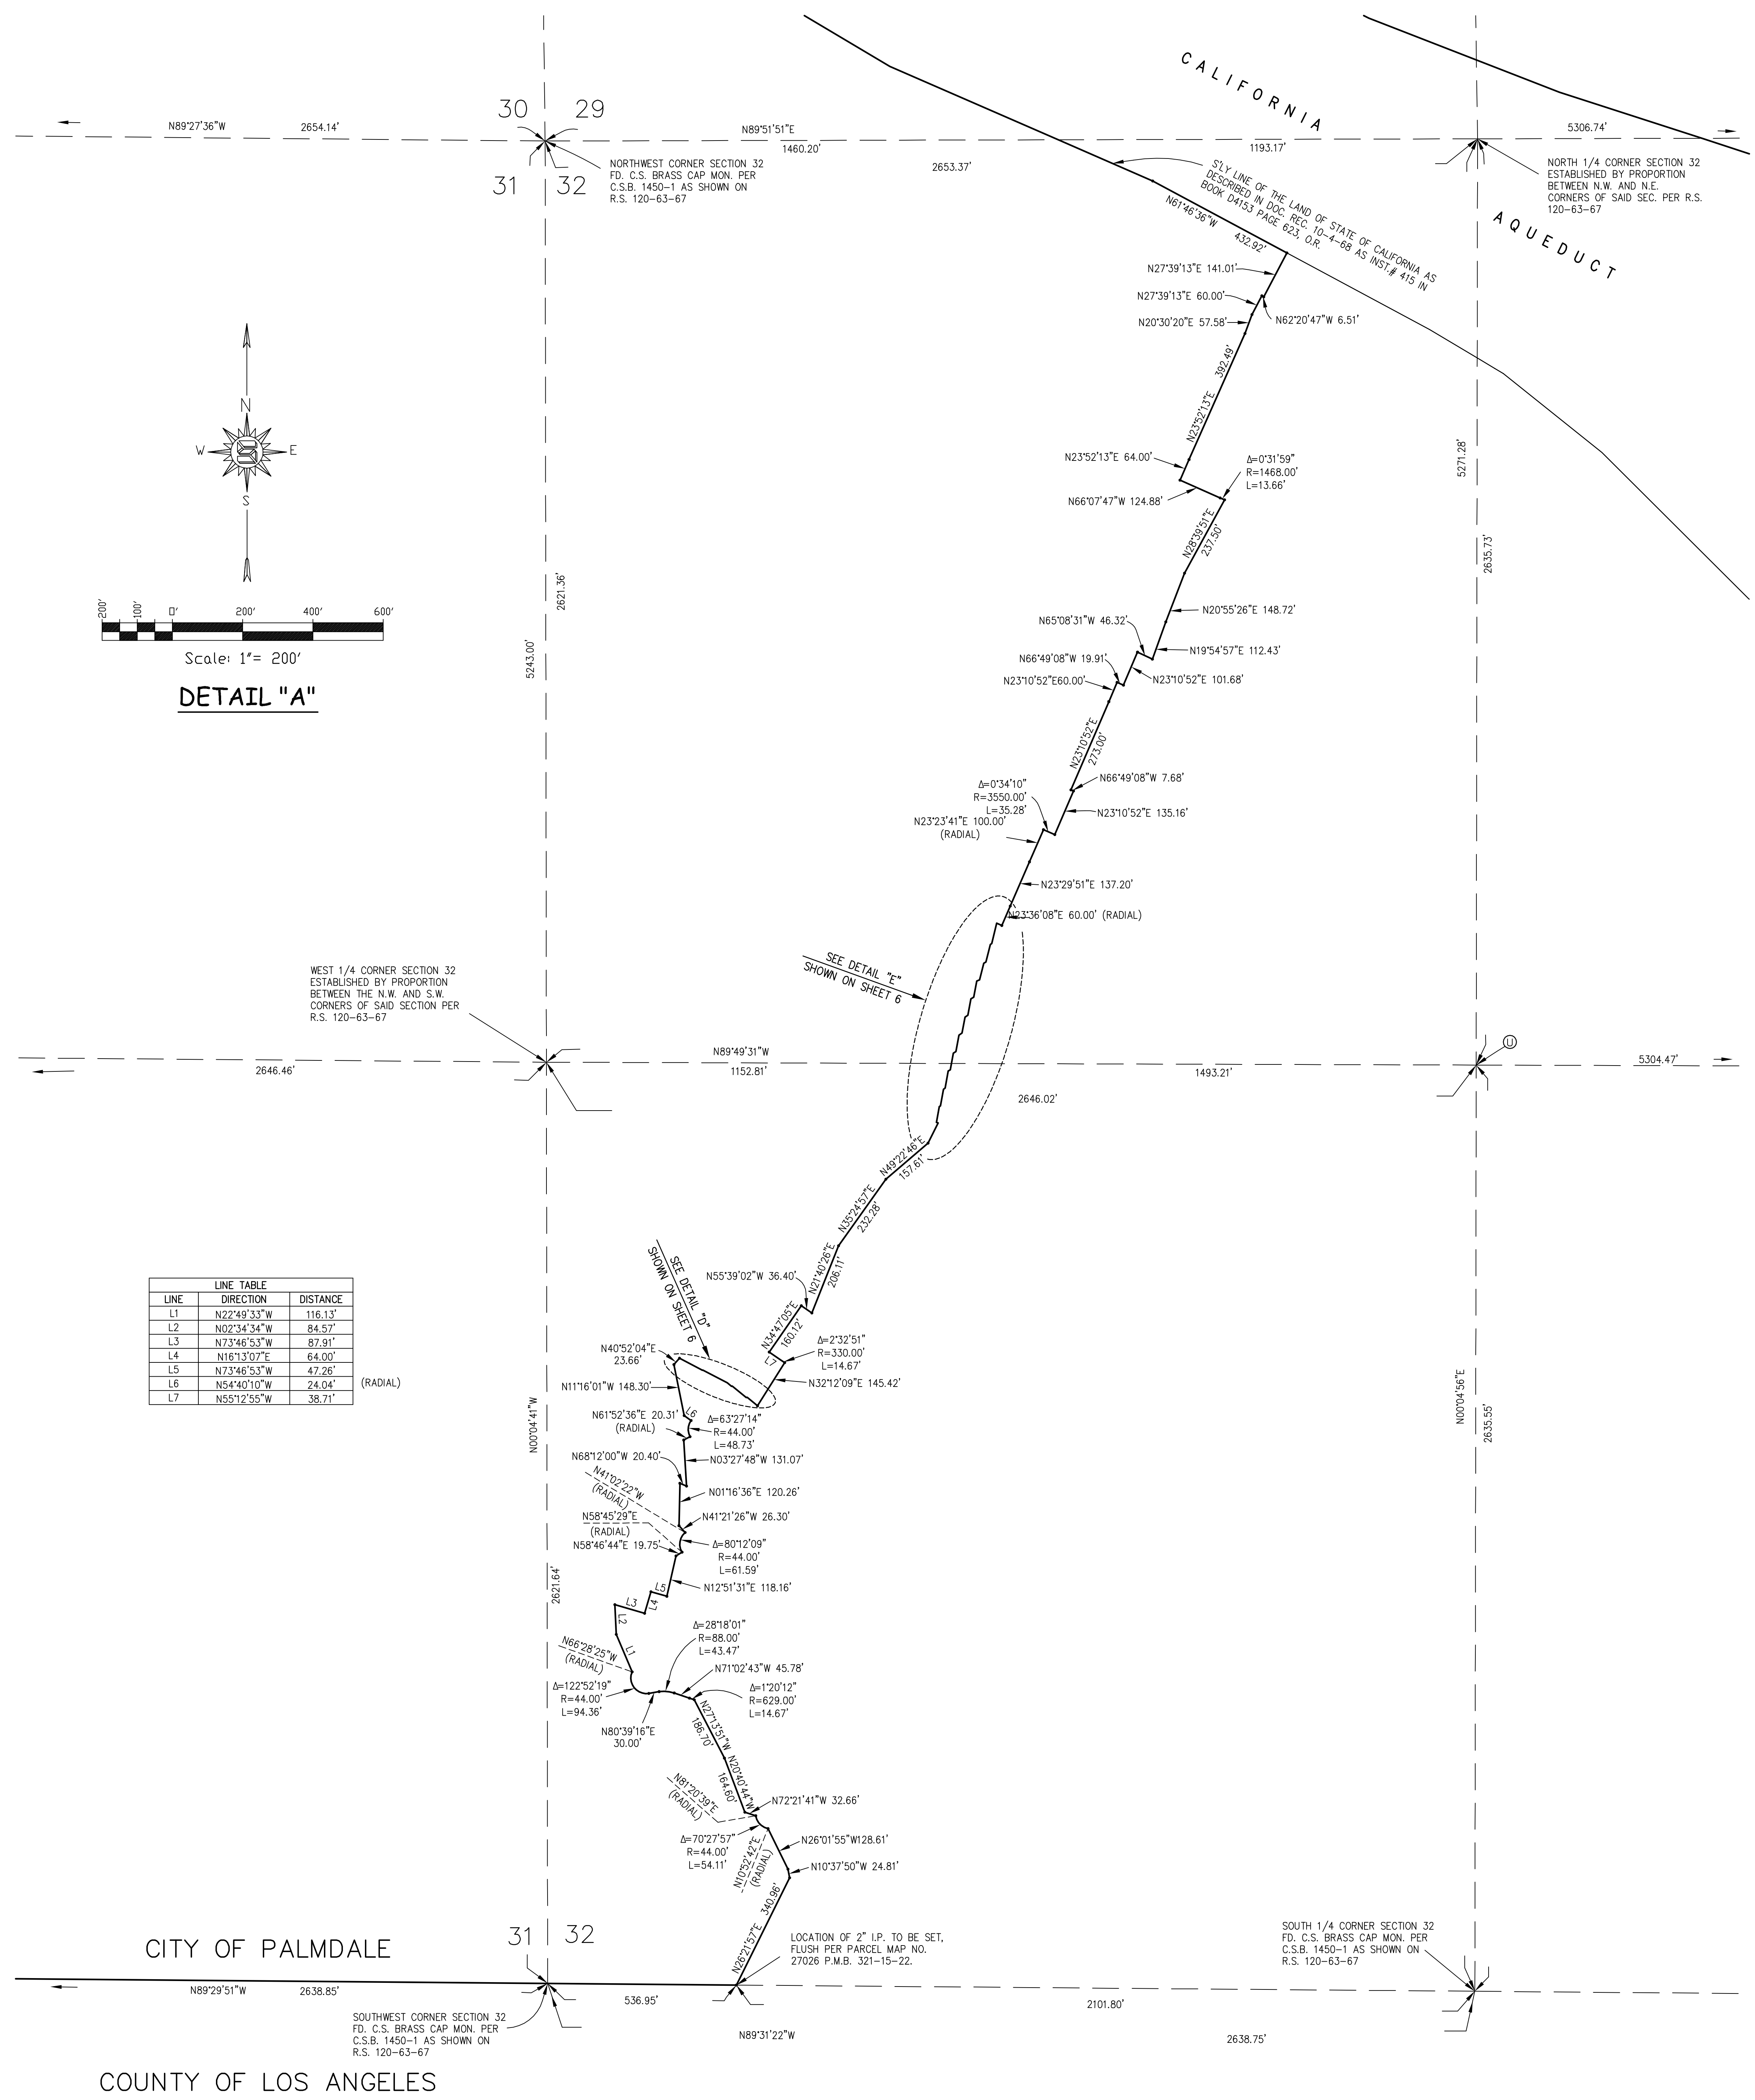 CALIFORNIA
AQUEDUCT
30
29
31
32
N89°27'36"W
2654.14'
N89°51'51"E
1460.20'
2653.37'
1193.17'
5306.74'
NORTHWEST CORNER SECTION 32
FD. C.S. BRASS CAP MON. PER
C.S.B. 1450-1 AS SHOWN ON
R.S. 120-63-67
NORTH 1/4 CORNER SECTION 32
ESTABLISHED BY PROPORTION
BETWEEN N.W. AND N.E.
CORNERS OF SAID SEC. PER R.S.
120-63-67
S'LY LINE OF THE LAND OF STATE OF CALIFORNIA AS
DESCRIBED IN DOC. REC. 10-4-68 AS INST.# 415 IN
BOOK D4153 PAGE 623, O.R.
N61°46'36"W
432.92'
N27°39'13"E 141.01'
N27°39'13"E 60.00'
N62°20'47"W 6.51'
N20°30'20"E 57.58'
N23°52'13"E
392.49'
N23°52'13"E 64.00'
N66°07'47"W 124.88'
Δ=0°31'59"
R=1468.00'
L=13.66'
N28°39'51"E
237.50'
N
W
E
S
200'
100'
0'
200'
400'
600'
Scale: 1"= 200'
DETAIL "A"
2621.36'
5243.00'
5271.28'
2635.73'
N20°55'26"E 148.72'
N65°08'31"W 46.32'
N19°54'57"E 112.43'
N66°49'08"W 19.91'
N23°10'52"E 101.68'
N23°10'52"E60.00'
N23°10'52"E
273.00'
N66°49'08"W 7.68'
Δ=0°34'10"
R=3550.00'
L=35.28'
N23°10'52"E 135.16'
N23°23'41"E 100.00'
(RADIAL)
N23°29'51"E 137.20'
N23°36'08"E 60.00' (RADIAL)
SEE DETAIL "E"
SHOWN ON SHEET 6
WEST 1/4 CORNER SECTION 32
ESTABLISHED BY PROPORTION
BETWEEN THE N.W. AND S.W.
CORNERS OF SAID SECTION PER
R.S. 120-63-67
2646.46'
N89°49'31"W
1152.81'
1493.21'
2646.02'
U
5304.47'
N49°22'46"E
157.61'
N35°24'57"E
232.28'
N21°40'26"E
206.11'
N55°39'02"W 36.40'
N34°47'05"E
160.12'
L7
Δ=2°32'51"
R=330.00'
L=14.67'
N32°12'09"E 145.42'
SEE DETAIL "D"
SHOWN ON SHEET 6
LINE TABLE
LINE DIRECTION DISTANCE
L1 N22°49'33"W 116.13'
L2 N02°34'34"W 84.57'
L3 N73°46'53"W 87.91'
L4 N16°13'07"E 64.00'
L5 N73°46'53"W 47.26'
L6 N54°40'10"W 24.04' (RADIAL)
L7 N55°12'55"W 38.71'
N00°04'41"W
2621.64'
N00°04'56"E
2635.55'
N40°52'04"E
23.66'
N11°16'01"W 148.30'
L6
N61°52'36"E 20.31'
(RADIAL)
Δ=63°27'14"
R=44.00'
L=48.73'
N03°27'48"W 131.07'
N68°12'00"W 20.40'
N41°02'22"W
(RADIAL)
N01°16'36"E 120.26'
N58°45'29"E
(RADIAL)
N41°21'26"W 26.30'
N58°46'44"E 19.75'
Δ=80°12'09"
R=44.00'
L=61.59'
N12°51'31"E 118.16'
L5
L4
L3
L2
L1
Δ=28°18'01"
R=88.00'
L=43.47'
N66°28'25"W
(RADIAL)
N71°02'43"W 45.78'
Δ=122°52'19"
R=44.00'
L=94.36'
Δ=1°20'12"
R=629.00'
L=14.67'
N80°39'16"E
30.00'
N27°13'51"W
186.70'
N20°40'44"W
164.60'
N81°20'39"E
(RADIAL)
N72°21'41"W 32.66'
Δ=70°27'57"
R=44.00'
L=54.11'
N10°52'42"E
(RADIAL)
N26°01'55"W128.61'
N10°37'50"W 24.81'
N26°21'57"E
340.96'
LOCATION OF 2" I.P. TO BE SET,
FLUSH PER PARCEL MAP NO.
27026 P.M.B. 321-15-22.
SOUTH 1/4 CORNER SECTION 32
FD. C.S. BRASS CAP MON. PER
C.S.B. 1450-1 AS SHOWN ON
R.S. 120-63-67
31
32
CITY OF PALMDALE
N89°29'51"W
2638.85'
536.95'
2101.80'
N89°31'22"W
2638.75'
SOUTHWEST CORNER SECTION 32
FD. C.S. BRASS CAP MON. PER
C.S.B. 1450-1 AS SHOWN ON
R.S. 120-63-67
COUNTY OF LOS ANGELES